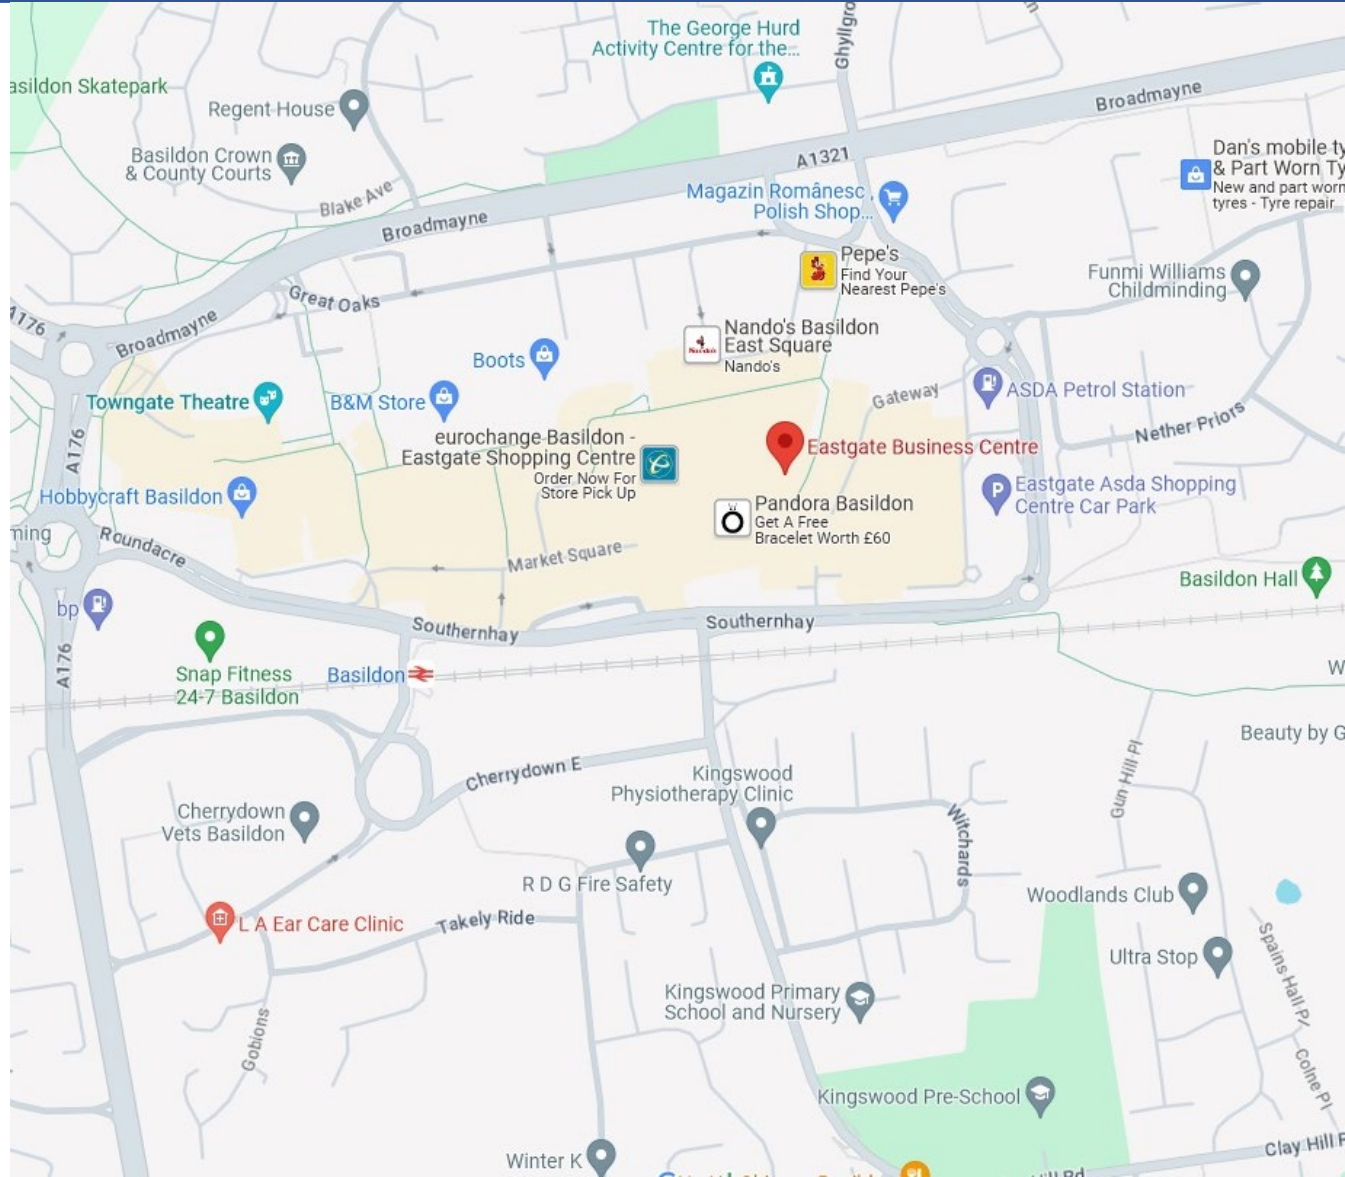 The George Hurd
Activity Centre for the...
Broadmayne
asildon Skatepark
Regent House
Basildon Crown
& County Courts
Blake Ave
A1321
Broadmayne
Magazin Românesc
Polish Shop...
Dan's mobile ty
& Part Worn Ty
New and part worn
tyres - Tyre repair
Pepe's
Find Your
Nearest Pepe's
Funmi Williams
Childminding
Great Oaks
A176
Broadmayne
Nando's Basildon
East Square
Nando's
Boots
B&M Store
Towngate Theatre
Gateway
ASDA Petrol Station
Nether Priors
A176
eurochange Basildon -
Eastgate Shopping Centre
Order Now For
Store Pick Up
Eastgate Business Centre
Hobbycraft Basildon
Pandora Basildon
Get A Free
Bracelet Worth £60
Eastgate Asda Shopping
Centre Car Park
P
ming
Roundacre
Market Square
Basildon Hall
bp
Southernhay
Southernhay
A176
Snap Fitness
24-7 Basildon
Basildon
W
Beauty by G
Gun Hill Pl
Cherrydown E
Kingswood
Physiotherapy Clinic
Cherrydown
Vets Basildon
Witchards
R D G Fire Safety
Woodlands Club
L A Ear Care Clinic
Takely Ride
Ultra Stop
Spains Hall Pl
Kingswood Primary
School and Nursery
Gobions
Colne Pl
Kingswood Pre-School
Clay Hill R
Winter K